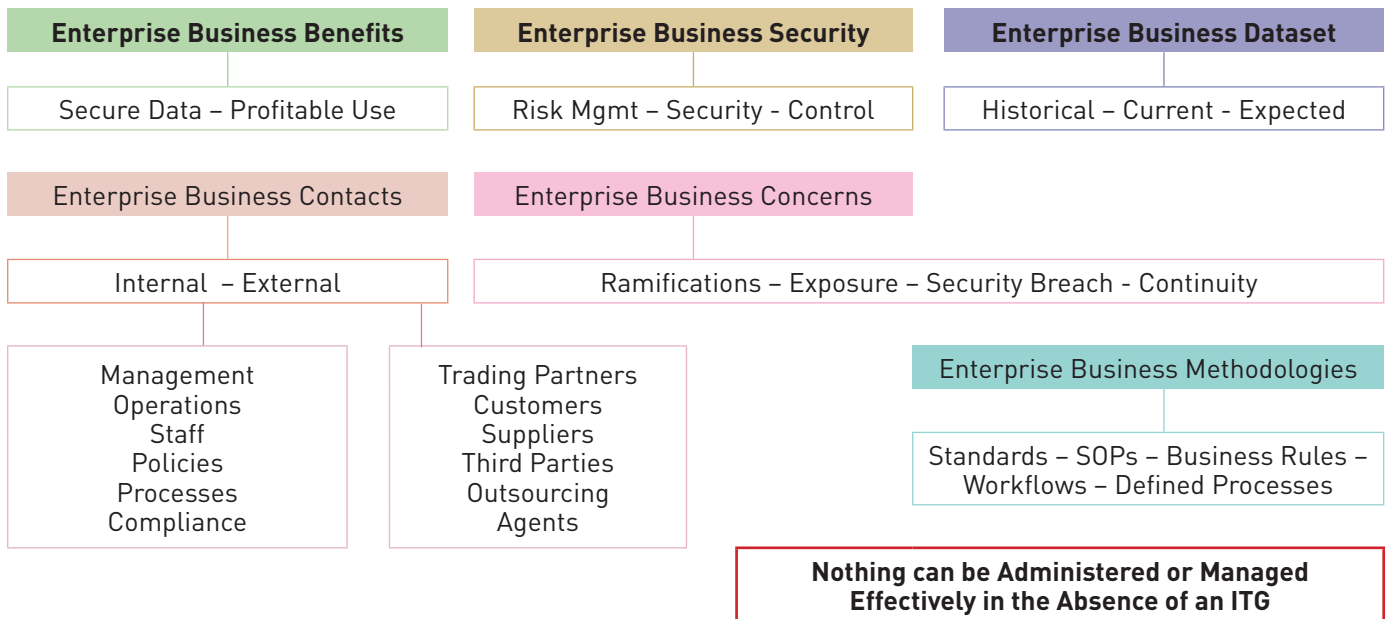 Enterprise Business Benefits
Secure Data – Profitable Use
Enterprise Business Security
Risk Mgmt – Security - Control
Enterprise Business Dataset
Historical – Current - Expected
Enterprise Business Contacts
Internal – External
Management
Operations
Staff
Policies
Processes
Compliance
Trading Partners
Customers
Suppliers
Third Parties
Outsourcing
Agents
Enterprise Business Concerns
Ramifications – Exposure – Security Breach - Continuity
Enterprise Business Methodologies
Standards – SOPs – Business Rules –
Workflows – Defined Processes
Nothing can be Administered or Managed
Effectively in the Absence of an ITG